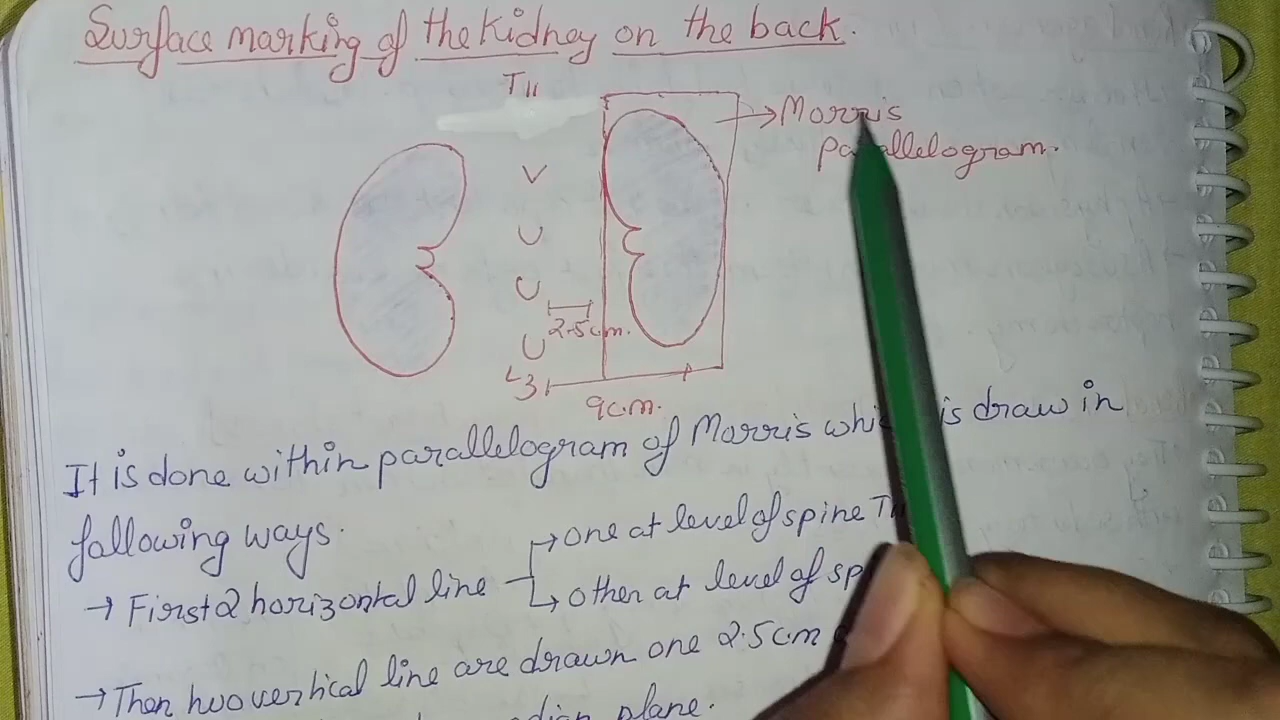 Surface marking of the kidney on the back.
T11
Morris
parallelogram.
2.5cm.
L3
9cm.
It is done within parallelogram of Morris is draw in
following ways.
→ First 2 horizontal line → one at level of spine
→ other at level of
→ Then two vertical line are drawn one 2.5cm
plane.